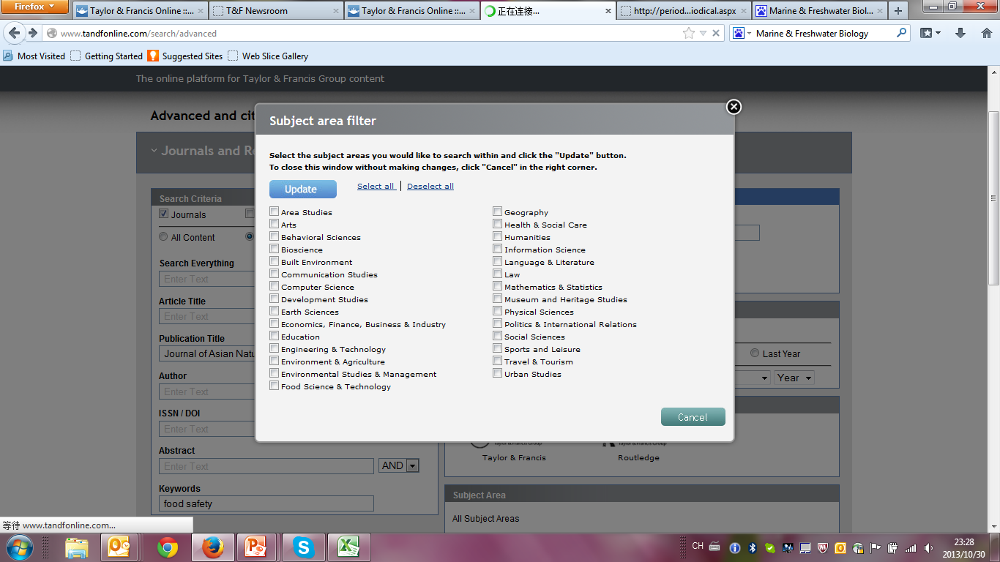 Firefox
Taylor & Francis Online ::...
T&F Newsroom
Taylor & Francis Online ::...
正在连接...
http://period...iodical.aspx
Marine & Freshwater Biol...
www.tandfonline.com/search/advanced
Marine & Freshwater Biology
Most Visited
Getting Started
Suggested Sites
Web Slice Gallery
The online platform for Taylor & Francis Group content
Advanced and cit
Subject area filter
Journals and Re
Select the subject areas you would like to search within and click the "Update" button.
To close this window without making changes, click "Cancel" in the right corner.
Update
Select all | Deselect all
Search Criteria
Journals
All Content
Search Everything
Enter Text
Article Title
Enter Text
Publication Title
Journal of Asian Natu
Author
Enter Text
ISSN / DOI
Enter Text
Abstract
Enter Text
AND
Keywords
food safety
Area Studies
Arts
Behavioral Sciences
Bioscience
Built Environment
Communication Studies
Computer Science
Development Studies
Earth Sciences
Economics, Finance, Business & Industry
Education
Engineering & Technology
Environment & Agriculture
Environmental Studies & Management
Food Science & Technology
Geography
Health & Social Care
Humanities
Information Science
Language & Literature
Law
Mathematics & Statistics
Museum and Heritage Studies
Physical Sciences
Politics & International Relations
Social Sciences
Sports and Leisure
Travel & Tourism
Urban Studies
Cancel
Last Year
Year
Taylor & Francis Group
Taylor & Francis Group
Taylor & Francis
Routledge
Subject Area
All Subject Areas
等待 www.tandfonline.com...
CH
23:28
2013/10/30